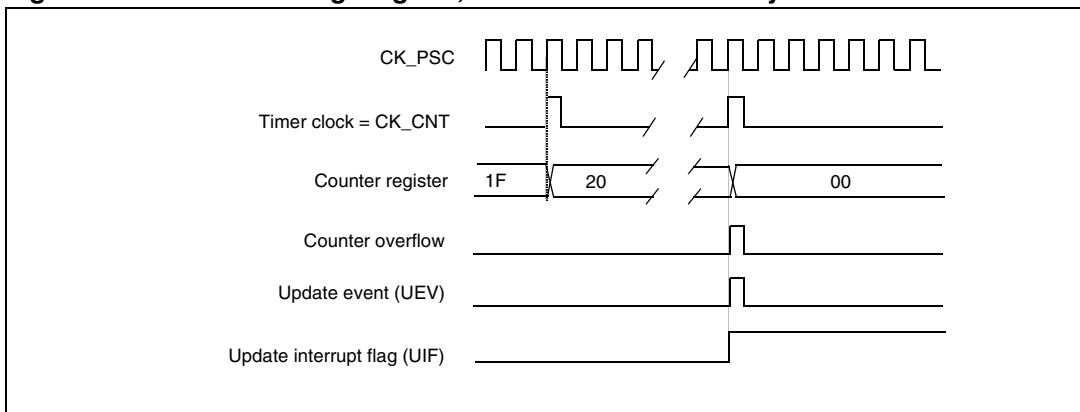 CK_PSC
Timer clock = CK_CNT
Counter register 1F 20 00
Counter overflow
Update event (UEV)
Update interrupt flag (UIF)